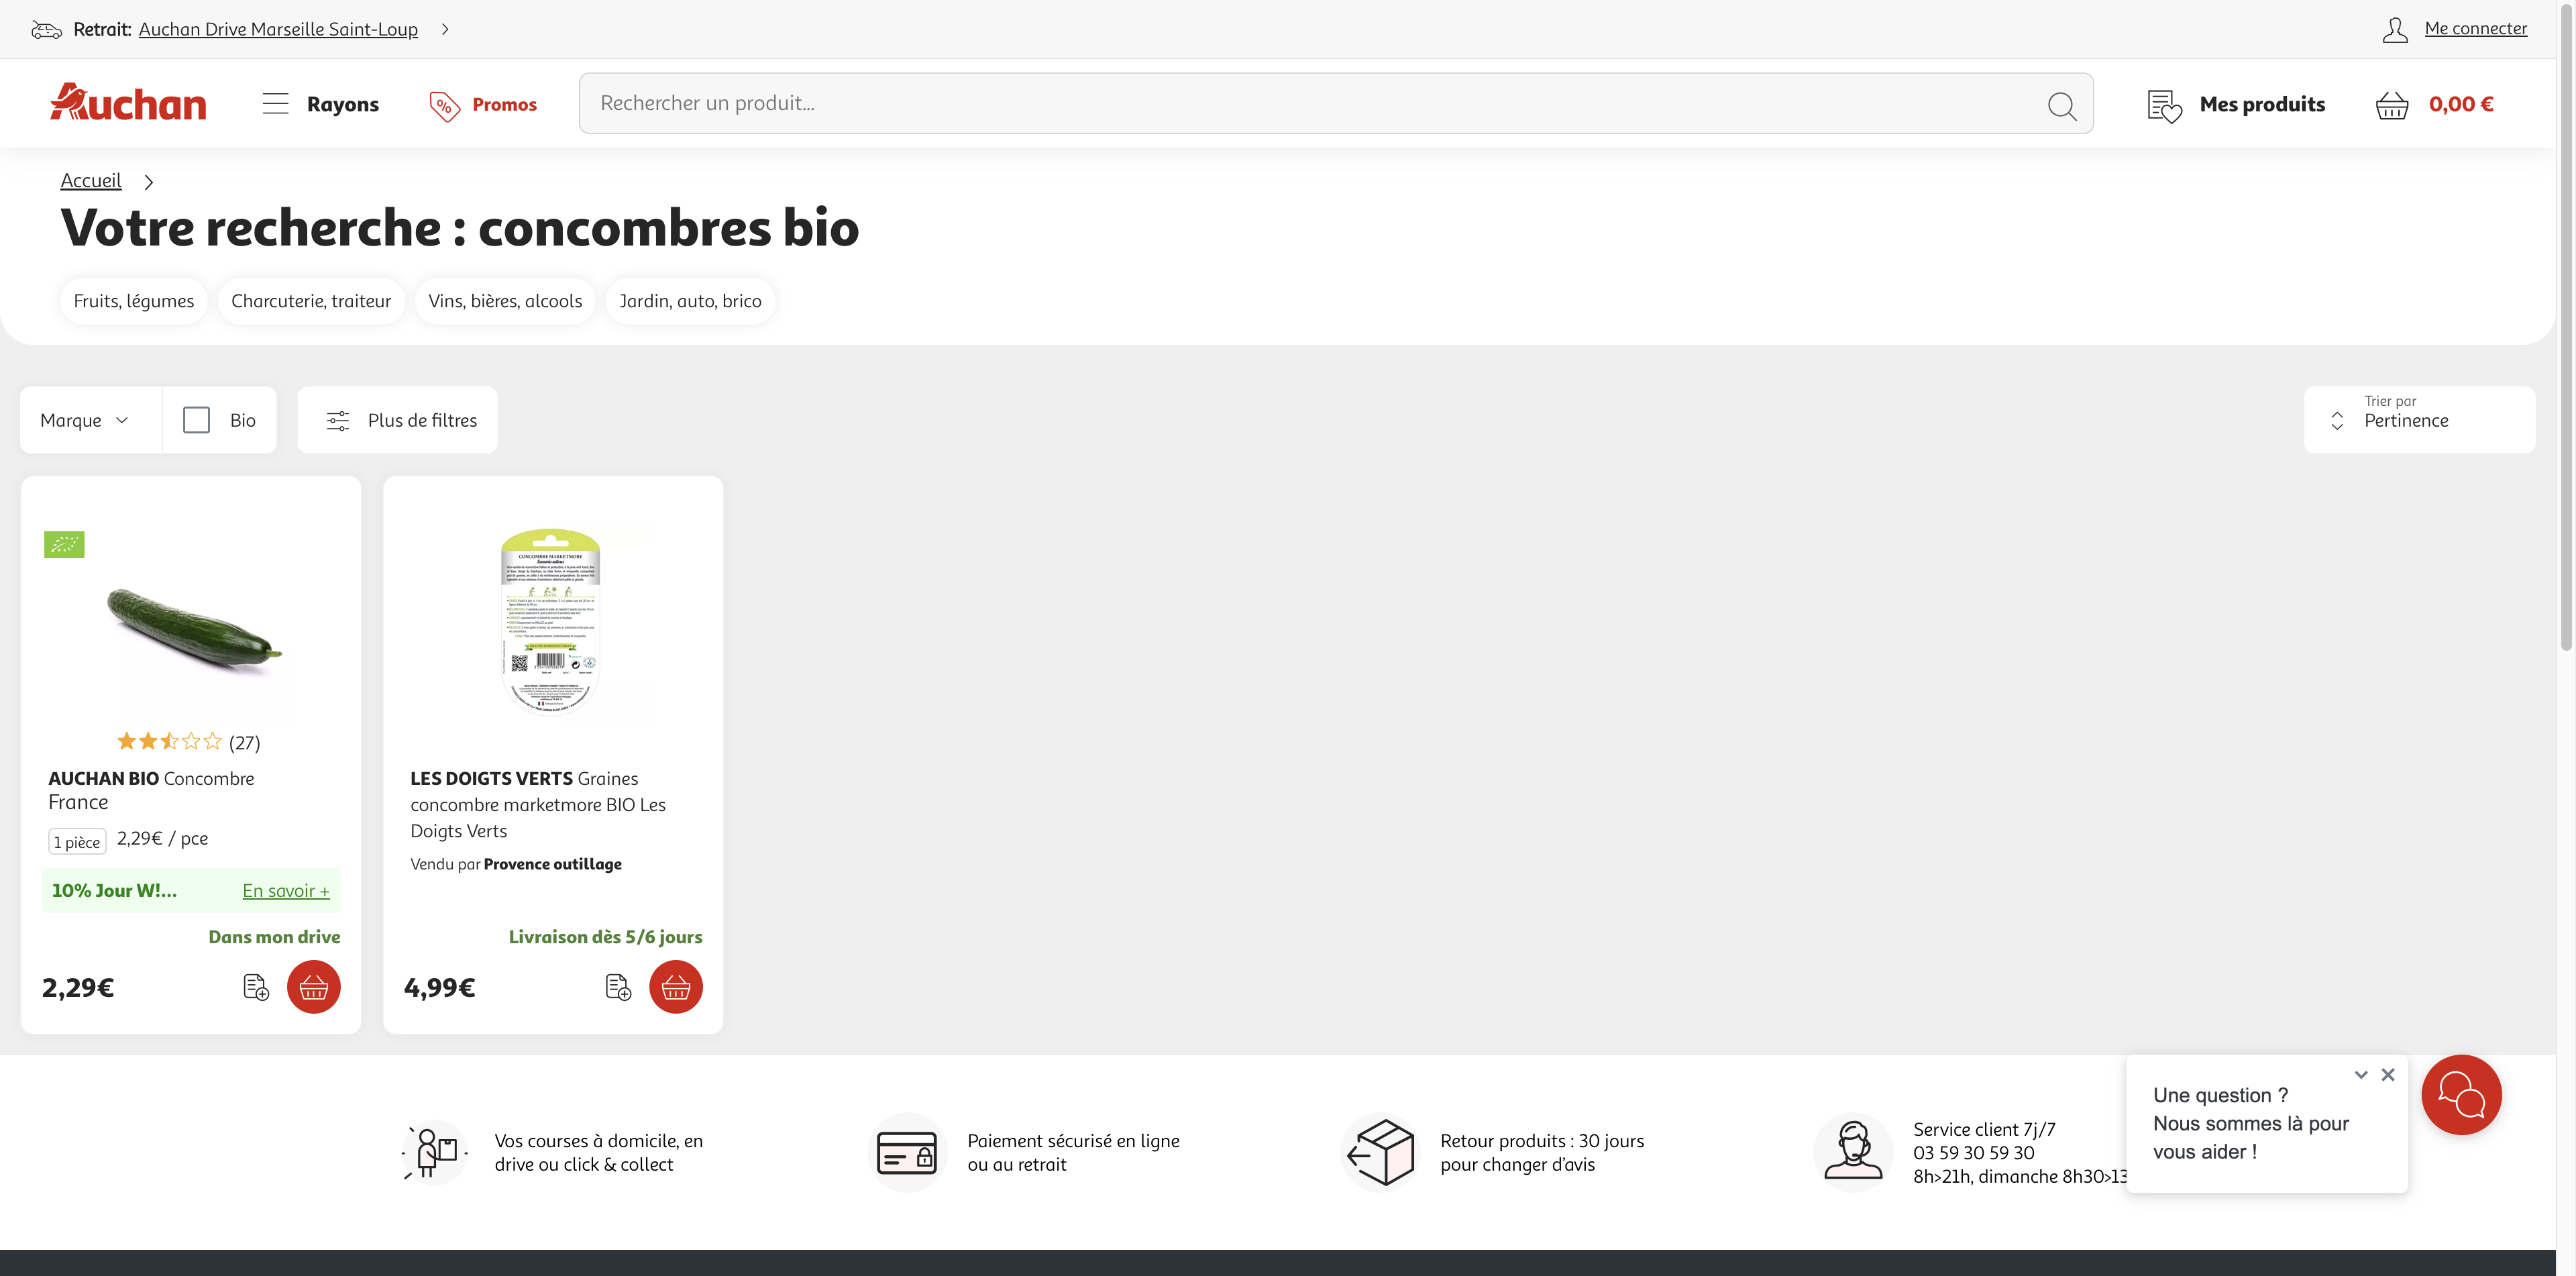 Retrait: Auchan Drive Marseille Saint-Loup
Me connecter
Auchan
Rayons
Promos
Rechercher un produit...
Mes produits
0,00 €
Accueil
Votre recherche : concombres bio
Fruits, légumes
Charcuterie, traiteur
Vins, bières, alcools
Jardin, auto, brico
Marque
Bio
Plus de filtres
Trier par
Pertinence
(27)
AUCHAN BIO Concombre
France
1 pièce 2,29€ / pce
10% Jour W!... En savoir +
Dans mon drive
2,29€
CONCOMBRE MARKETMORE
LES DOIGTS VERTS Graines
concombre marketmore BIO Les
Doigts Verts
Vendu par Provence outillage
Livraison dès 5/6 jours
4,99€
Vos courses à domicile, en
drive ou click & collect
Paiement sécurisé en ligne
ou au retrait
Retour produits : 30 jours
pour changer d'avis
Service client 7j/7
03 59 30 59 30
8h>21h, dimanche 8h30>13
Une question ?
Nous sommes là pour
vous aider !